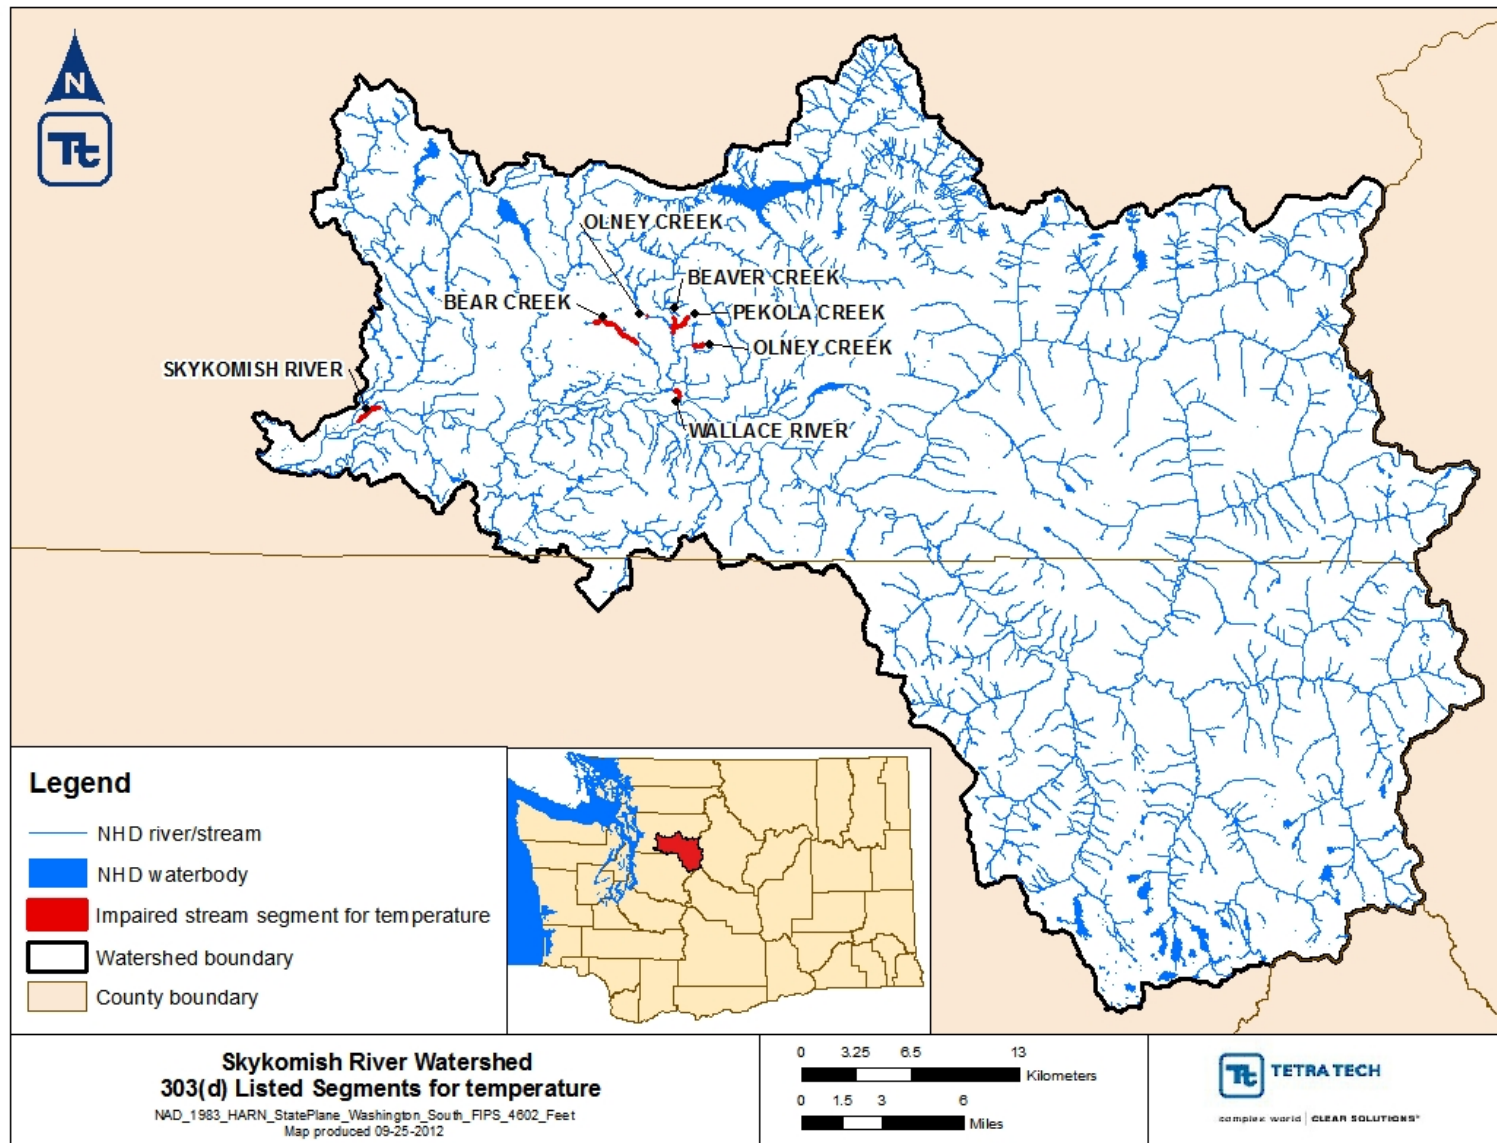 N
Tt
OLNEY CREEK
BEAVER CREEK
BEAR CREEK
PEKOLA CREEK
OLNEY CREEK
SKYKOMISH RIVER
WALLACE RIVER
Legend
NHD river/stream
NHD waterbody
Impaired stream segment for temperature
Watershed boundary
County boundary
Skykomish River Watershed
303(d) Listed Segments for temperature
NAD_1983_HARN_StatePlane_Washington_South_FIPS_4602_Feet
Map produced 09-25-2012
0 3.25 6.5 13
Kilometers
0 1.5 3 6
Miles
Tt TETRA TECH
complex world | CLEAR SOLUTIONS™